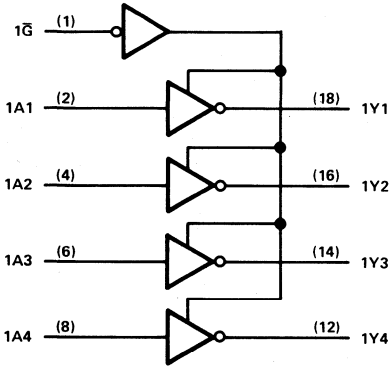 1G̅ (1)
1A1 (2) (18) 1Y1
1A2 (4) (16) 1Y2
1A3 (6) (14) 1Y3
1A4 (8) (12) 1Y4